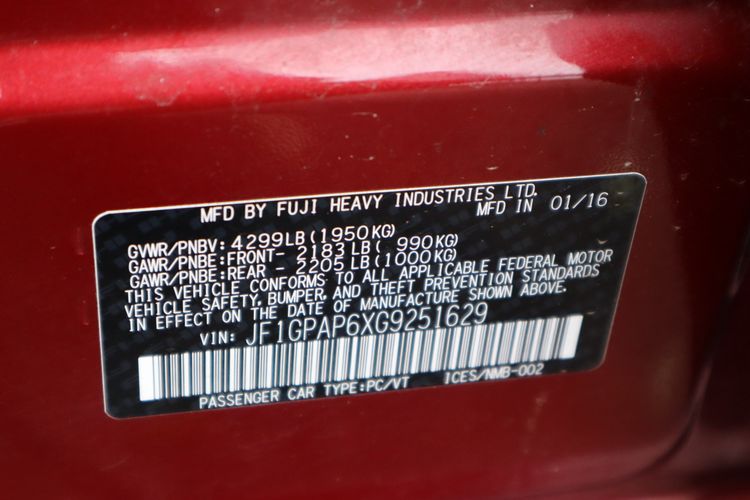 MFD BY FUJI HEAVY INDUSTRIES LTD.
MFD IN 01/16
GVWR/PNBV: 4299LB(1950KG)
GAWR/PNBE:FRONT- 2183LB( 990KG)
GAWR/PNBE:REAR - 2205LB(1000KG)
THIS VEHICLE CONFORMS TO ALL APPLICABLE FEDERAL MOTOR
VEHICLE SAFETY, BUMPER, AND THEFT PREVENTION STANDARDS
IN EFFECT ON THE DATE OF MANUFACTURE SHOWN ABOVE.
VIN: JF1GPAP6XG9251629
PASSENGER CAR TYPE:PC/VT ICES/NMB-002